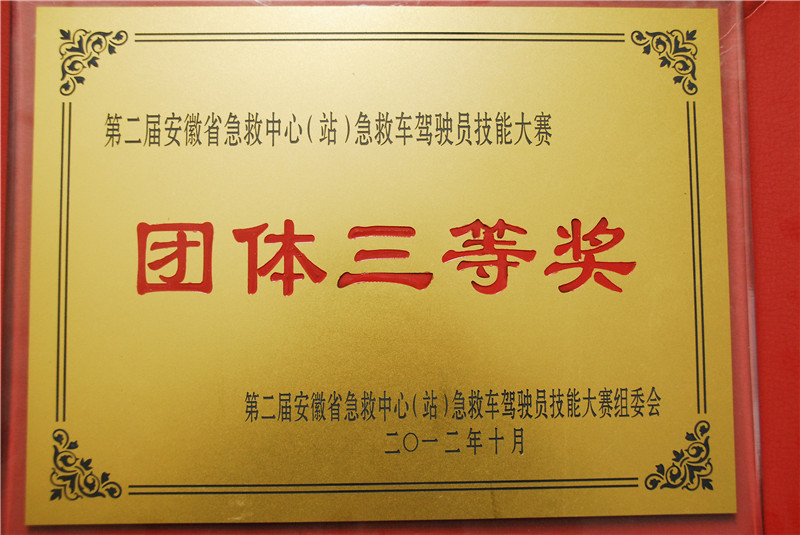 第二届安徽省急救中心(站)急救车驾驶员技能大赛
团体三等奖
第二届安徽省急救中心(站)急救车驾驶员技能大赛组委会
二〇一二年十月